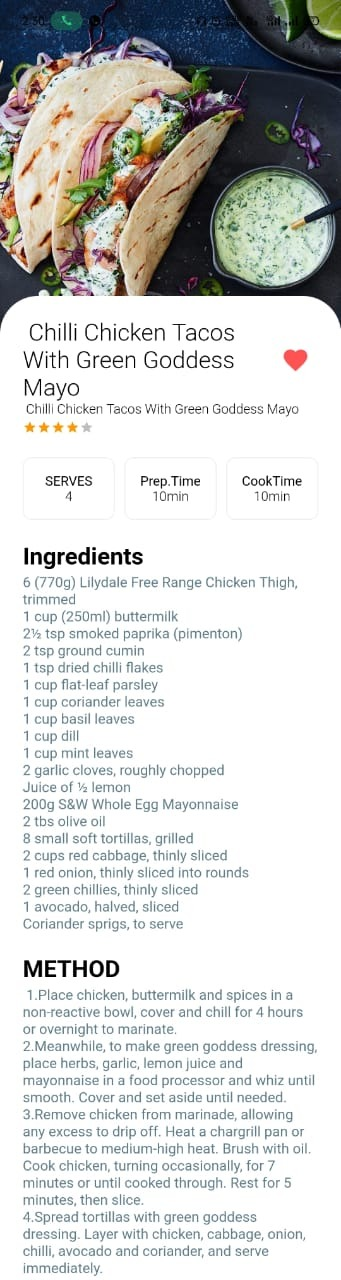 Chilli Chicken Tacos
With Green Goddess
Mayo
Chilli Chicken Tacos With Green Goddess Mayo
SERVES
4
Prep.Time
10min
CookTime
10min
Ingredients
6 (770g) Lilydale Free Range Chicken Thigh,
trimmed
1 cup (250ml) buttermilk
2½ tsp smoked paprika (pimenton)
2 tsp ground cumin
1 tsp dried chilli flakes
1 cup flat-leaf parsley
1 cup coriander leaves
1 cup basil leaves
1 cup dill
1 cup mint leaves
2 garlic cloves, roughly chopped
Juice of ½ lemon
200g S&W Whole Egg Mayonnaise
2 tbs olive oil
8 small soft tortillas, grilled
2 cups red cabbage, thinly sliced
1 red onion, thinly sliced into rounds
2 green chillies, thinly sliced
1 avocado, halved, sliced
Coriander sprigs, to serve
METHOD
1.Place chicken, buttermilk and spices in a
non-reactive bowl, cover and chill for 4 hours
or overnight to marinate.
2.Meanwhile, to make green goddess dressing,
place herbs, garlic, lemon juice and
mayonnaise in a food processor and whiz until
smooth. Cover and set aside until needed.
3.Remove chicken from marinade, allowing
any excess to drip off. Heat a chargrill pan or
barbecue to medium-high heat. Brush with oil.
Cook chicken, turning occasionally, for 7
minutes or until cooked through. Rest for 5
minutes, then slice.
4.Spread tortillas with green goddess
dressing. Layer with chicken, cabbage, onion,
chilli, avocado and coriander, and serve
immediately.